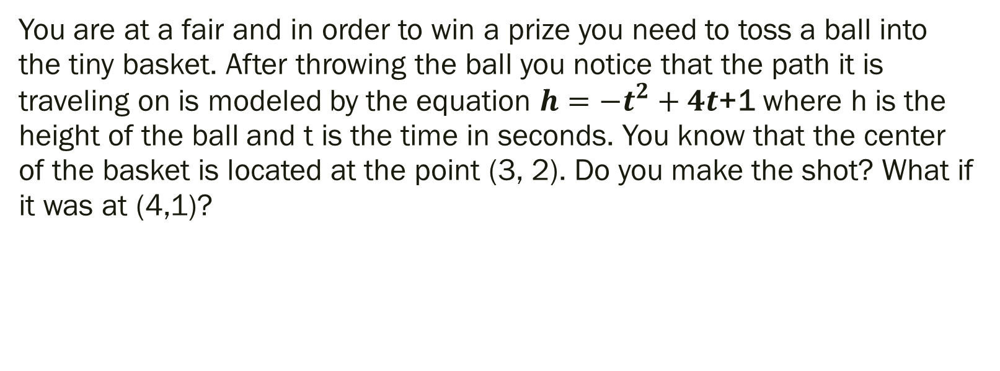 You are at a fair and in order to win a prize you need to toss a ball into
the tiny basket. After throwing the ball you notice that the path it is
traveling on is modeled by the equation h = −t² + 4t+1 where h is the
height of the ball and t is the time in seconds. You know that the center
of the basket is located at the point (3, 2). Do you make the shot? What if
it was at (4,1)?